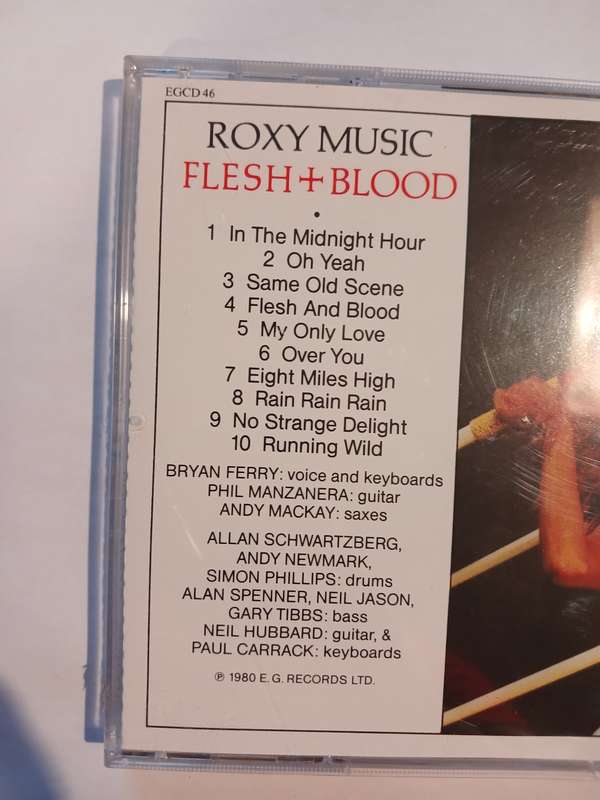 EGCD 46
ROXY MUSIC
FLESH+BLOOD
•
1 In The Midnight Hour
2 Oh Yeah
3 Same Old Scene
4 Flesh And Blood
5 My Only Love
6 Over You
7 Eight Miles High
8 Rain Rain Rain
9 No Strange Delight
10 Running Wild
BRYAN FERRY: voice and keyboards
PHIL MANZANERA: guitar
ANDY MACKAY: saxes
ALLAN SCHWARTZBERG,
ANDY NEWMARK,
SIMON PHILLIPS: drums
ALAN SPENNER, NEIL JASON,
GARY TIBBS: bass
NEIL HUBBARD: guitar, &
PAUL CARRACK: keyboards
℗ 1980 E.G. RECORDS LTD.